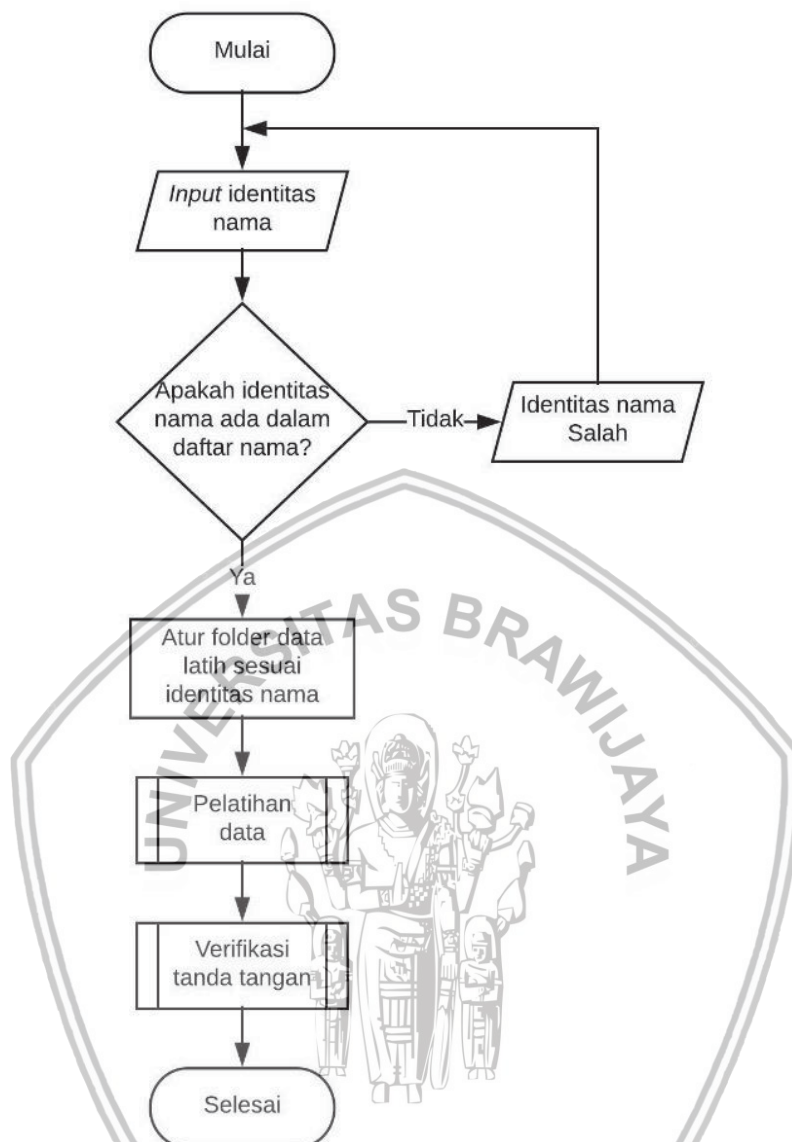 Mulai
Input identitas
nama
Apakah identitas
nama ada dalam
daftar nama?
Tidak
Identitas nama
Salah
Ya
Atur folder data
latih sesuai
identitas nama
Pelatihan
data
Verifikasi
tanda tangan
Selesai
UNIVERSITAS BRAWIJAYA